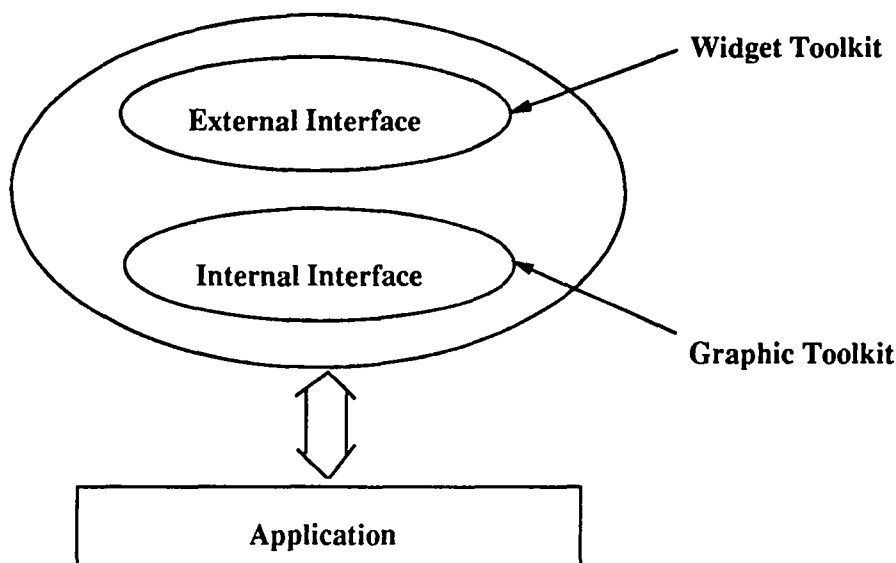 Widget Toolkit
External Interface
Internal Interface
Graphic Toolkit
Application